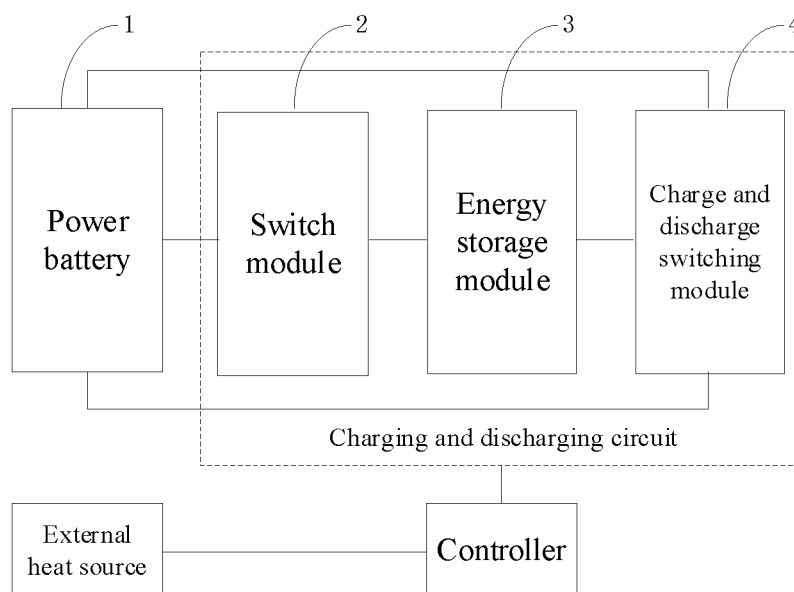 1
2
3
4
Power
battery
Switch
module
Energy
storage
module
Charge and
discharge
switching
module
Charging and discharging circuit
External
heat source
Controller